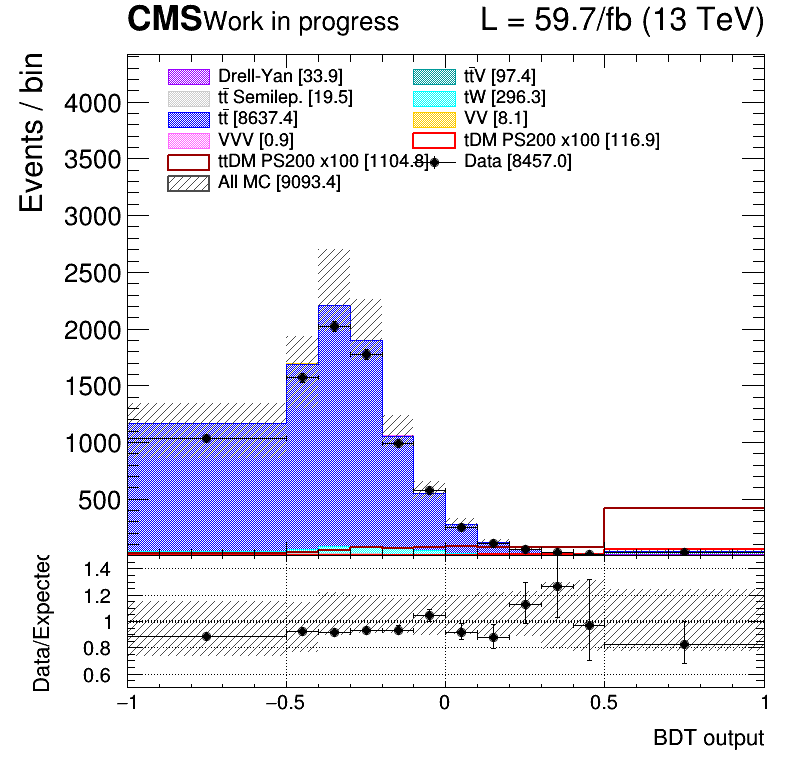 CMS Work in progress L = 59.7/fb (13 TeV)
Events / bin
Drell-Yan [33.9] tt̄V [97.4]
tt̄ Semilep. [19.5] tW [296.3]
tt̄ [8637.4] VV [8.1]
VVV [0.9] tDM PS200 x100 [116.9]
ttDM PS200 x100 [1104.8] Data [8457.0]
All MC [9093.4]
4000
3500
3000
2500
2000
1500
1000
500
Data/Expected
1.4
1.2
1
0.8
0.6
−1 −0.5 0 0.5 1
BDT output